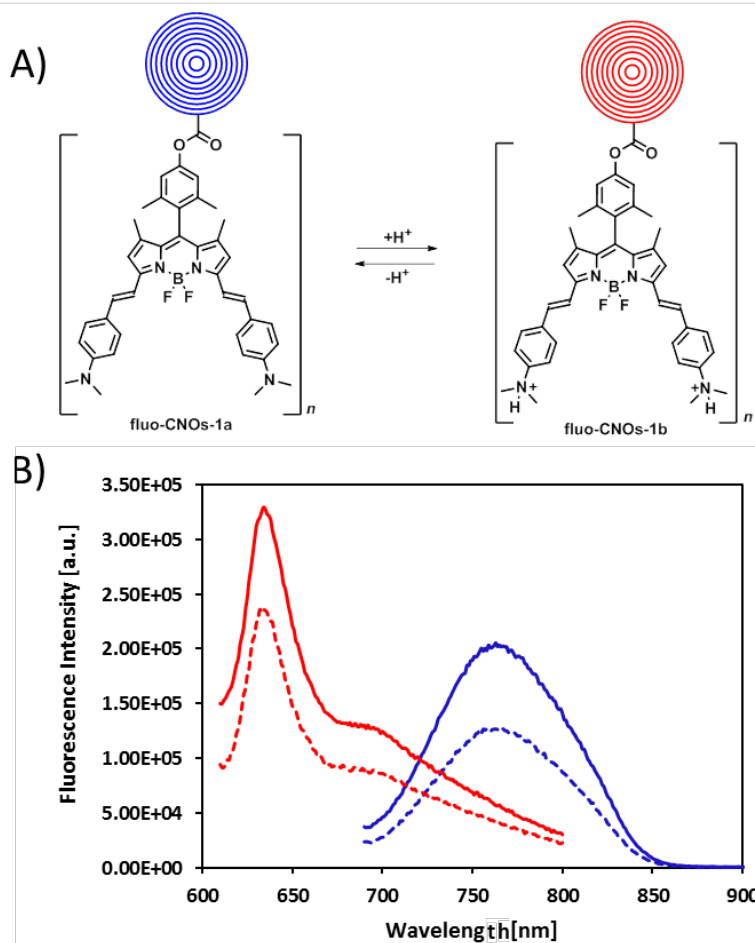 A)
O O
O O
+H⁺
-H⁺
N N
B
F F
N N
B
F F
N N
N⁺ H
⁺N H
n
n
fluo-CNOs-1a
fluo-CNOs-1b
B)
3.50E+05
3.00E+05
2.50E+05
2.00E+05
1.50E+05
1.00E+05
5.00E+04
0.00E+00
Fluorescence Intensity [a.u.]
600 650 700 750 800 850 900
Wavelength[nm]